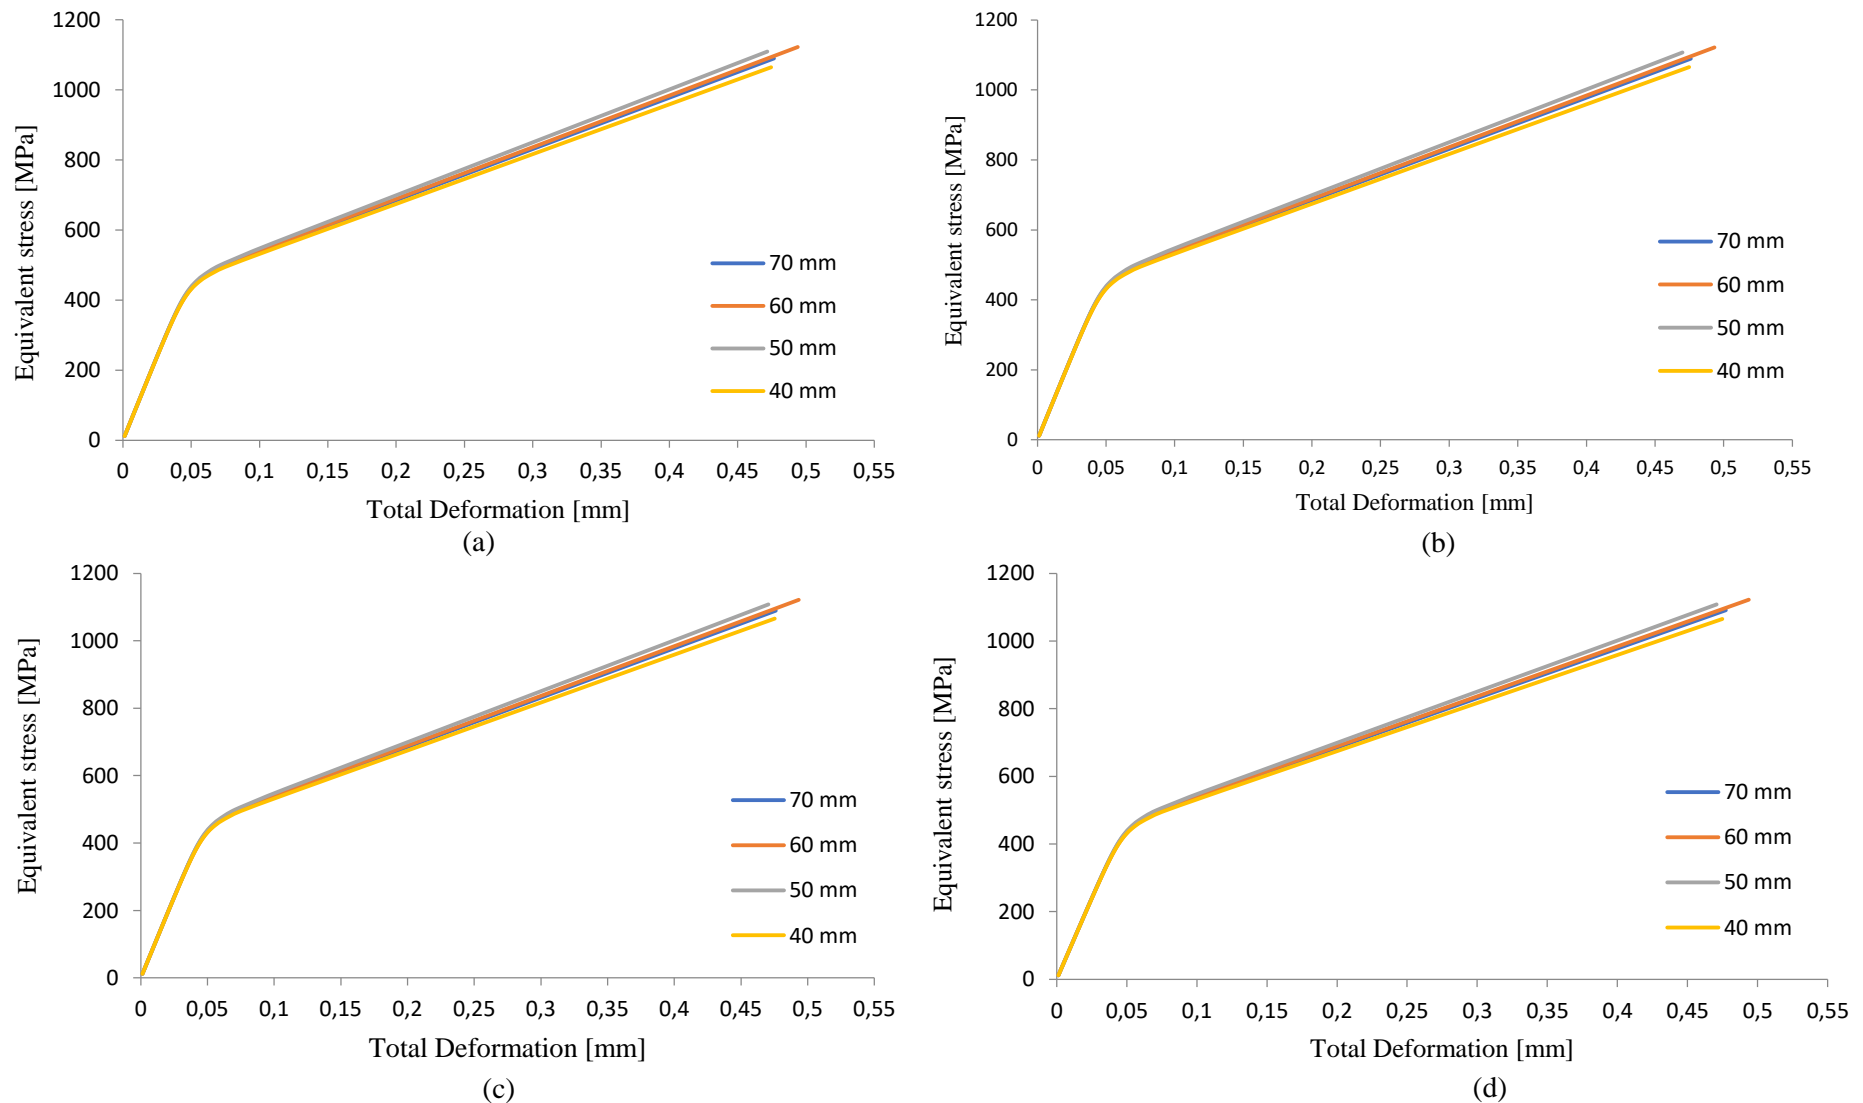 1200
1000
800
600
400
200
0
Equivalent stress [MPa]
70 mm
60 mm
50 mm
40 mm
0 0,05 0,1 0,15 0,2 0,25 0,3 0,35 0,4 0,45 0,5 0,55
Total Deformation [mm]
(a)
1200
1000
800
600
400
200
0
Equivalent stress [MPa]
70 mm
60 mm
50 mm
40 mm
0 0,05 0,1 0,15 0,2 0,25 0,3 0,35 0,4 0,45 0,5 0,55
Total Deformation [mm]
(b)
1200
1000
800
600
400
200
0
Equivalent stress [MPa]
70 mm
60 mm
50 mm
40 mm
0 0,05 0,1 0,15 0,2 0,25 0,3 0,35 0,4 0,45 0,5 0,55
Total Deformation [mm]
(c)
1200
1000
800
600
400
200
0
Equivalent stress [MPa]
70 mm
60 mm
50 mm
40 mm
0 0,05 0,1 0,15 0,2 0,25 0,3 0,35 0,4 0,45 0,5 0,55
Total Deformation [mm]
(d)